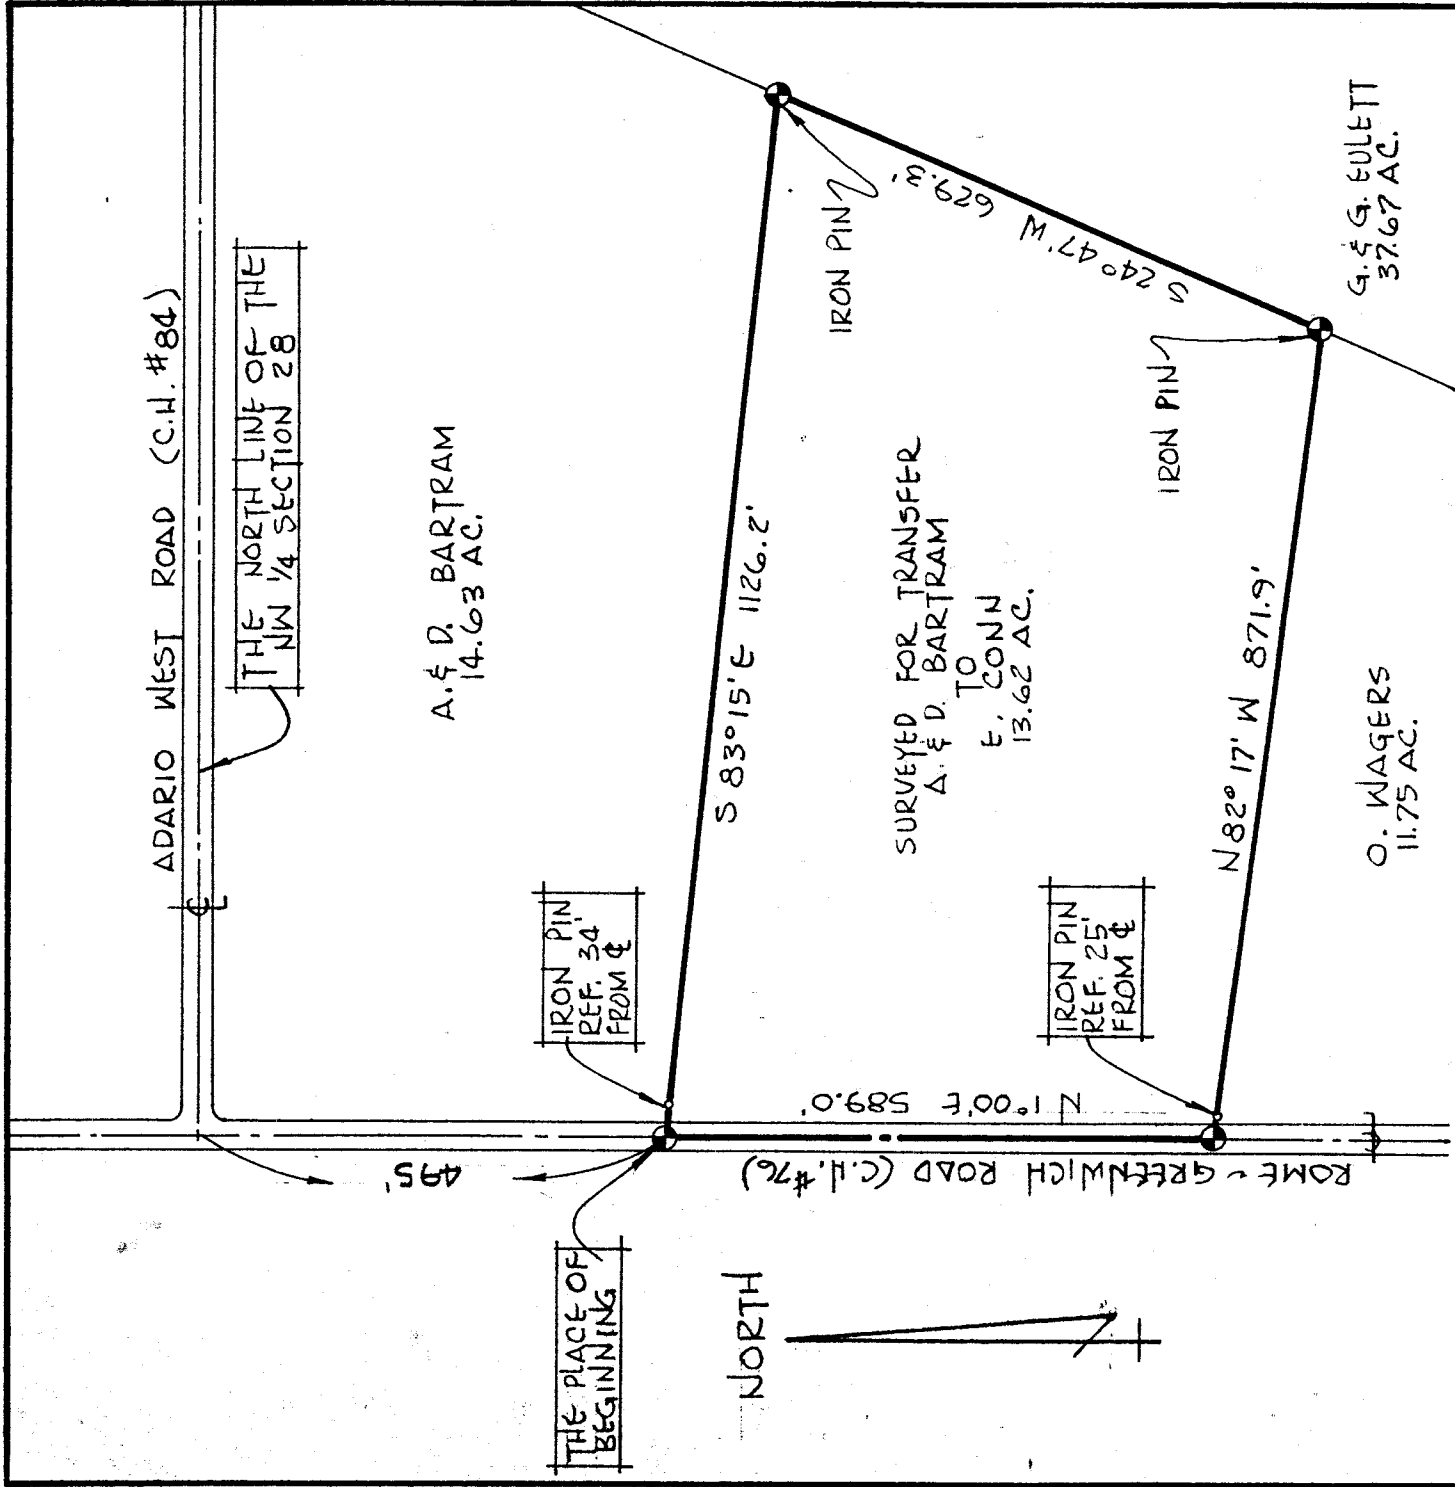 ADARIO WEST ROAD (C.H. #84)
THE NORTH LINE OF THE
NW 1/4 SECTION 28
A. & D. BARTRAM
14.63 AC.
IRON PIN
REF. 34'
FROM ℄
S 83° 15' E 1126.2'
IRON PIN
S 24° 47' W 629.3'
495'
THE PLACE OF
BEGINNING
NORTH
ROME - GREENWICH ROAD (C.H. #76)
N 1° 00' E 589.0'
SURVEYED FOR TRANSFER
A. & D. BARTRAM
TO
E. CONN
13.62 AC.
IRON PIN
REF. 25'
FROM ℄
N 82° 17' W 871.9'
IRON PIN
O. WAGERS
11.75 AC.
G. & G. EULETT
37.67 AC.